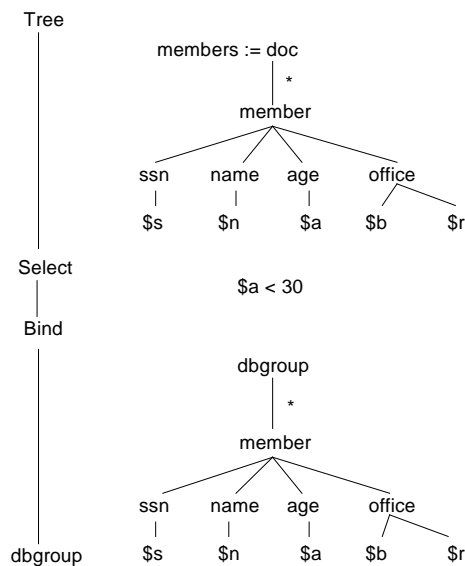 Tree
members := doc
*
member
ssn name age office
$s $n $a $b $r
Select
$a < 30
Bind
dbgroup
*
member
ssn name age office
dbgroup $s $n $a $b $r